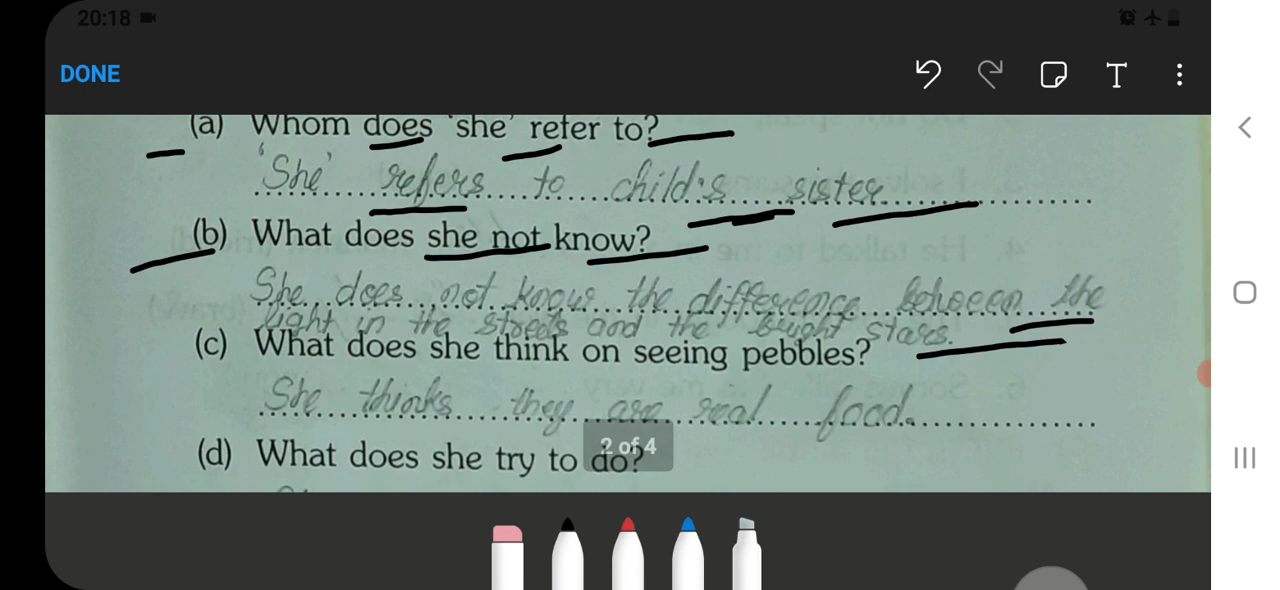 20:18
DONE
T
(a) Whom does 'she' refer to?
'She' refers to child's sister.
(b) What does she not know?
She does not know the difference between the
light in the streets and the bright stars.
(c) What does she think on seeing pebbles?
She thinks they are real food.
2 of 4
(d) What does she try to do?